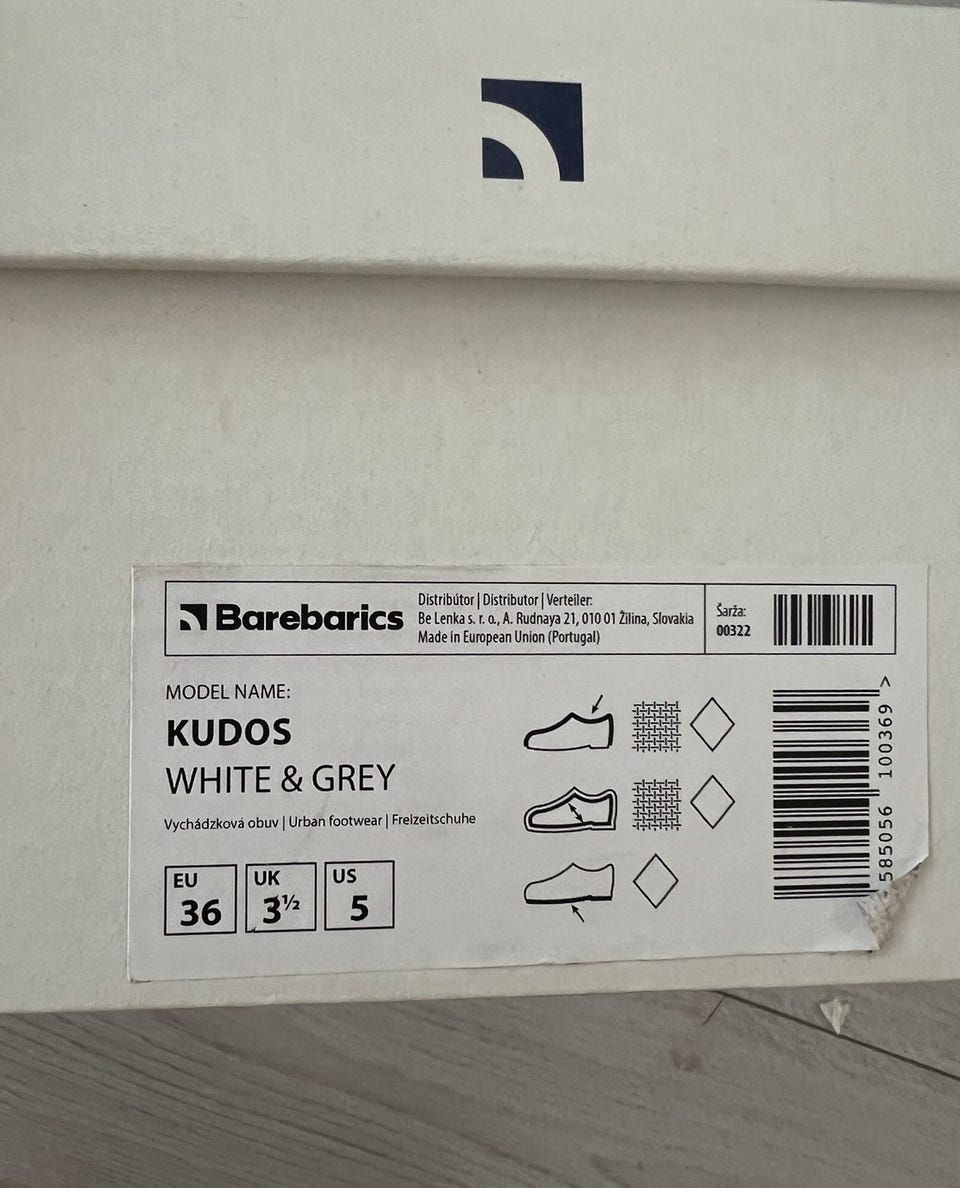 Barebarics
Distribútor | Distributor | Verteiler:
Be Lenka s. r. o., A. Rudnaya 21, 010 01 Žilina, Slovakia
Made in European Union (Portugal)
Šarža:
00322
MODEL NAME:
KUDOS
WHITE & GREY
Vychádzková obuv | Urban footwear | Freizeitschuhe
EU
36
UK
3½
US
5
585056 100369 >